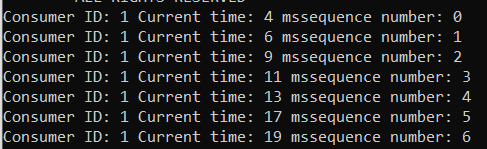 ALL RIGHTS RESERVED
Consumer ID: 1 Current time: 4 mssequence number: 0
Consumer ID: 1 Current time: 6 mssequence number: 1
Consumer ID: 1 Current time: 9 mssequence number: 2
Consumer ID: 1 Current time: 11 mssequence number: 3
Consumer ID: 1 Current time: 13 mssequence number: 4
Consumer ID: 1 Current time: 17 mssequence number: 5
Consumer ID: 1 Current time: 19 mssequence number: 6